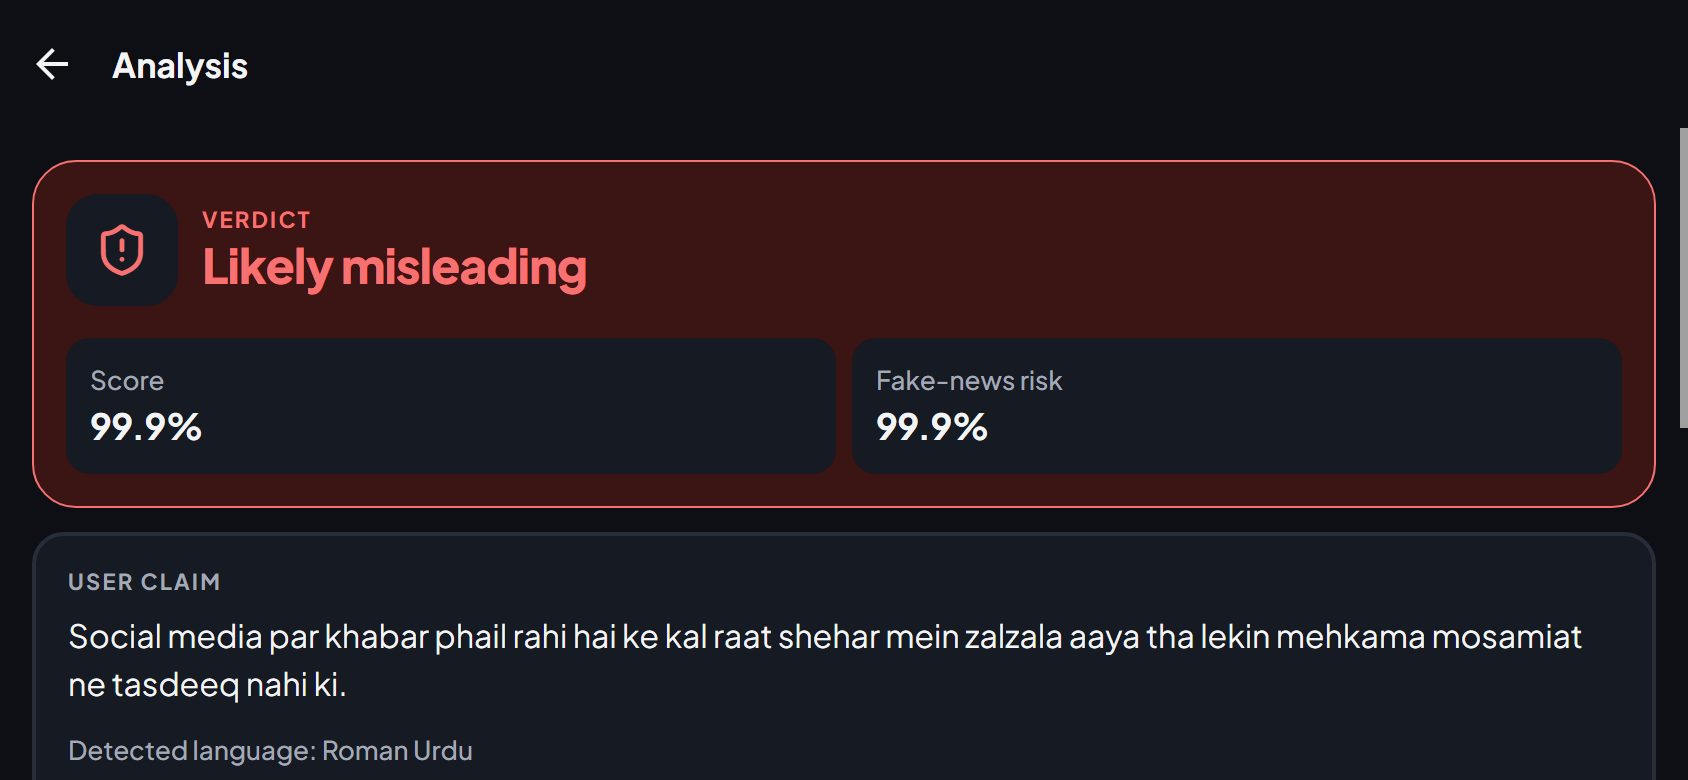 Analysis
VERDICT
Likely misleading
Score
99.9%
Fake-news risk
99.9%
USER CLAIM
Social media par khabar phail rahi hai ke kal raat shehar mein zalzala aaya tha lekin mehkama mosamiat
ne tasdeeq nahi ki.
Detected language: Roman Urdu